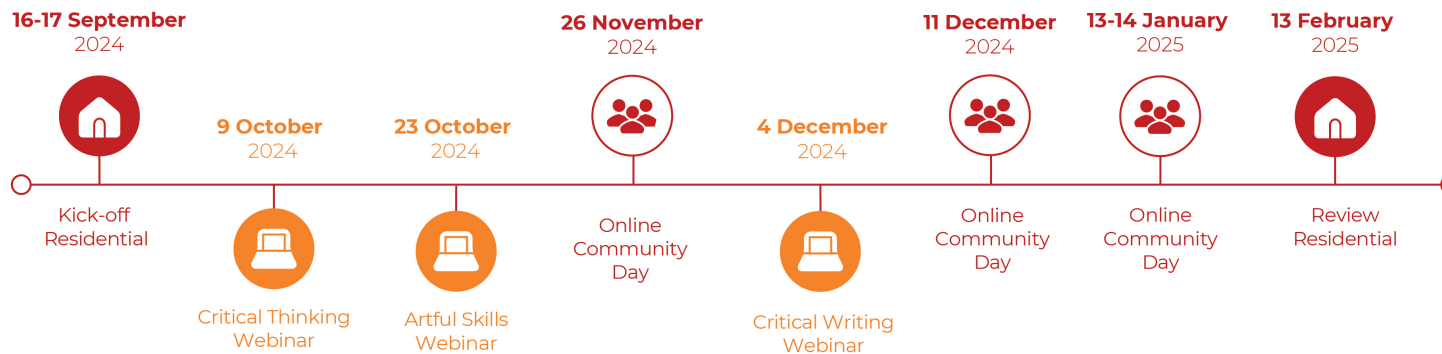 16-17 September
2024
Kick-off
Residential
9 October
2024
Critical Thinking
Webinar
23 October
2024
Artful Skills
Webinar
26 November
2024
Online
Community
Day
4 December
2024
Critical Writing
Webinar
11 December
2024
Online
Community
Day
13-14 January
2025
Online
Community
Day
13 February
2025
Review
Residential